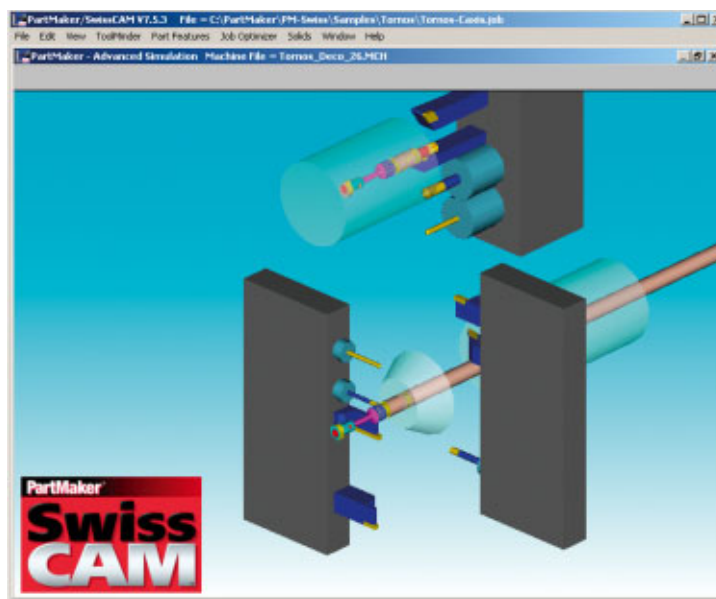 PartMaker/SwissCAM V7.5.3 File = C:\PartMaker\PM-Swiss\Samples\Tornos\Tornos-Casis.job
File Edit View ToolMinder Part Features Job Optimizer Solids Window Help
PartMaker - Advanced Simulation Machine File = Tornos_Deco_26.MCH
PartMaker
Swiss
CAM